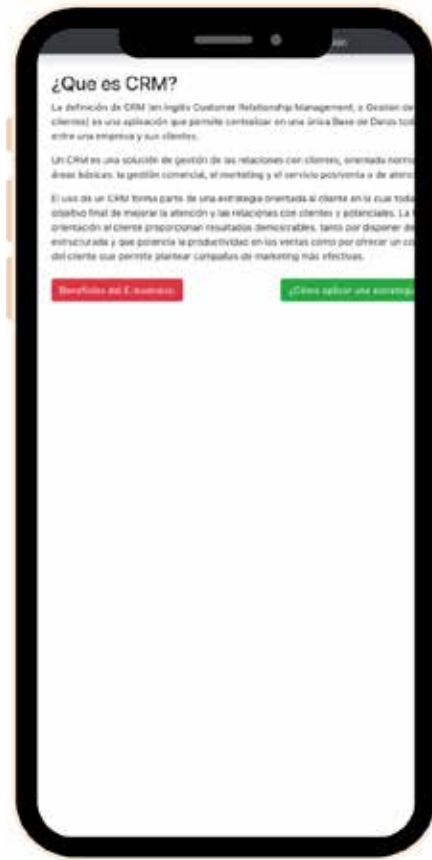 ¿Que es CRM?
La definición de CRM (en inglés Customer Relationship Management, o Gestión de
clientes) es una aplicación que permite centralizar en una única Base de Datos tod
entre una empresa y sus clientes.
Un CRM es una solución de gestión de las relaciones con clientes, orientada norma
áreas básicas: la gestión comercial, el marketing y el servicio postventa o de atenc
El uso de un CRM forma parte de una estrategia orientada al cliente en la cual toda
objetivo final de mejorar la atención y las relaciones con clientes y potenciales. La
orientación al cliente proporcionan resultados demostrables, tanto por disponer de
estructurada y que potencia la productividad en las ventas como por ofrecer un co
del cliente que permite plantear campañas de marketing más efectivas.
Beneficios del E-business
¿Cómo aplicar una estrateg